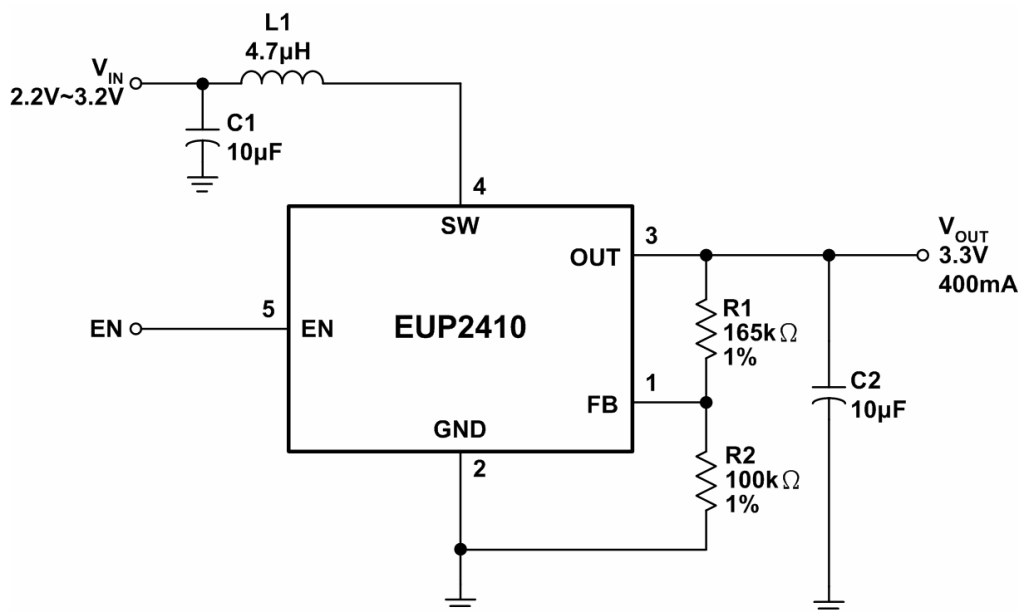 L1
4.7µH
VIN
2.2V~3.2V
C1
10µF
4
SW
3
OUT
VOUT
3.3V
400mA
5
EN
EN
EUP2410
R1
165kΩ
1%
1
FB
C2
10µF
GND
2
R2
100kΩ
1%